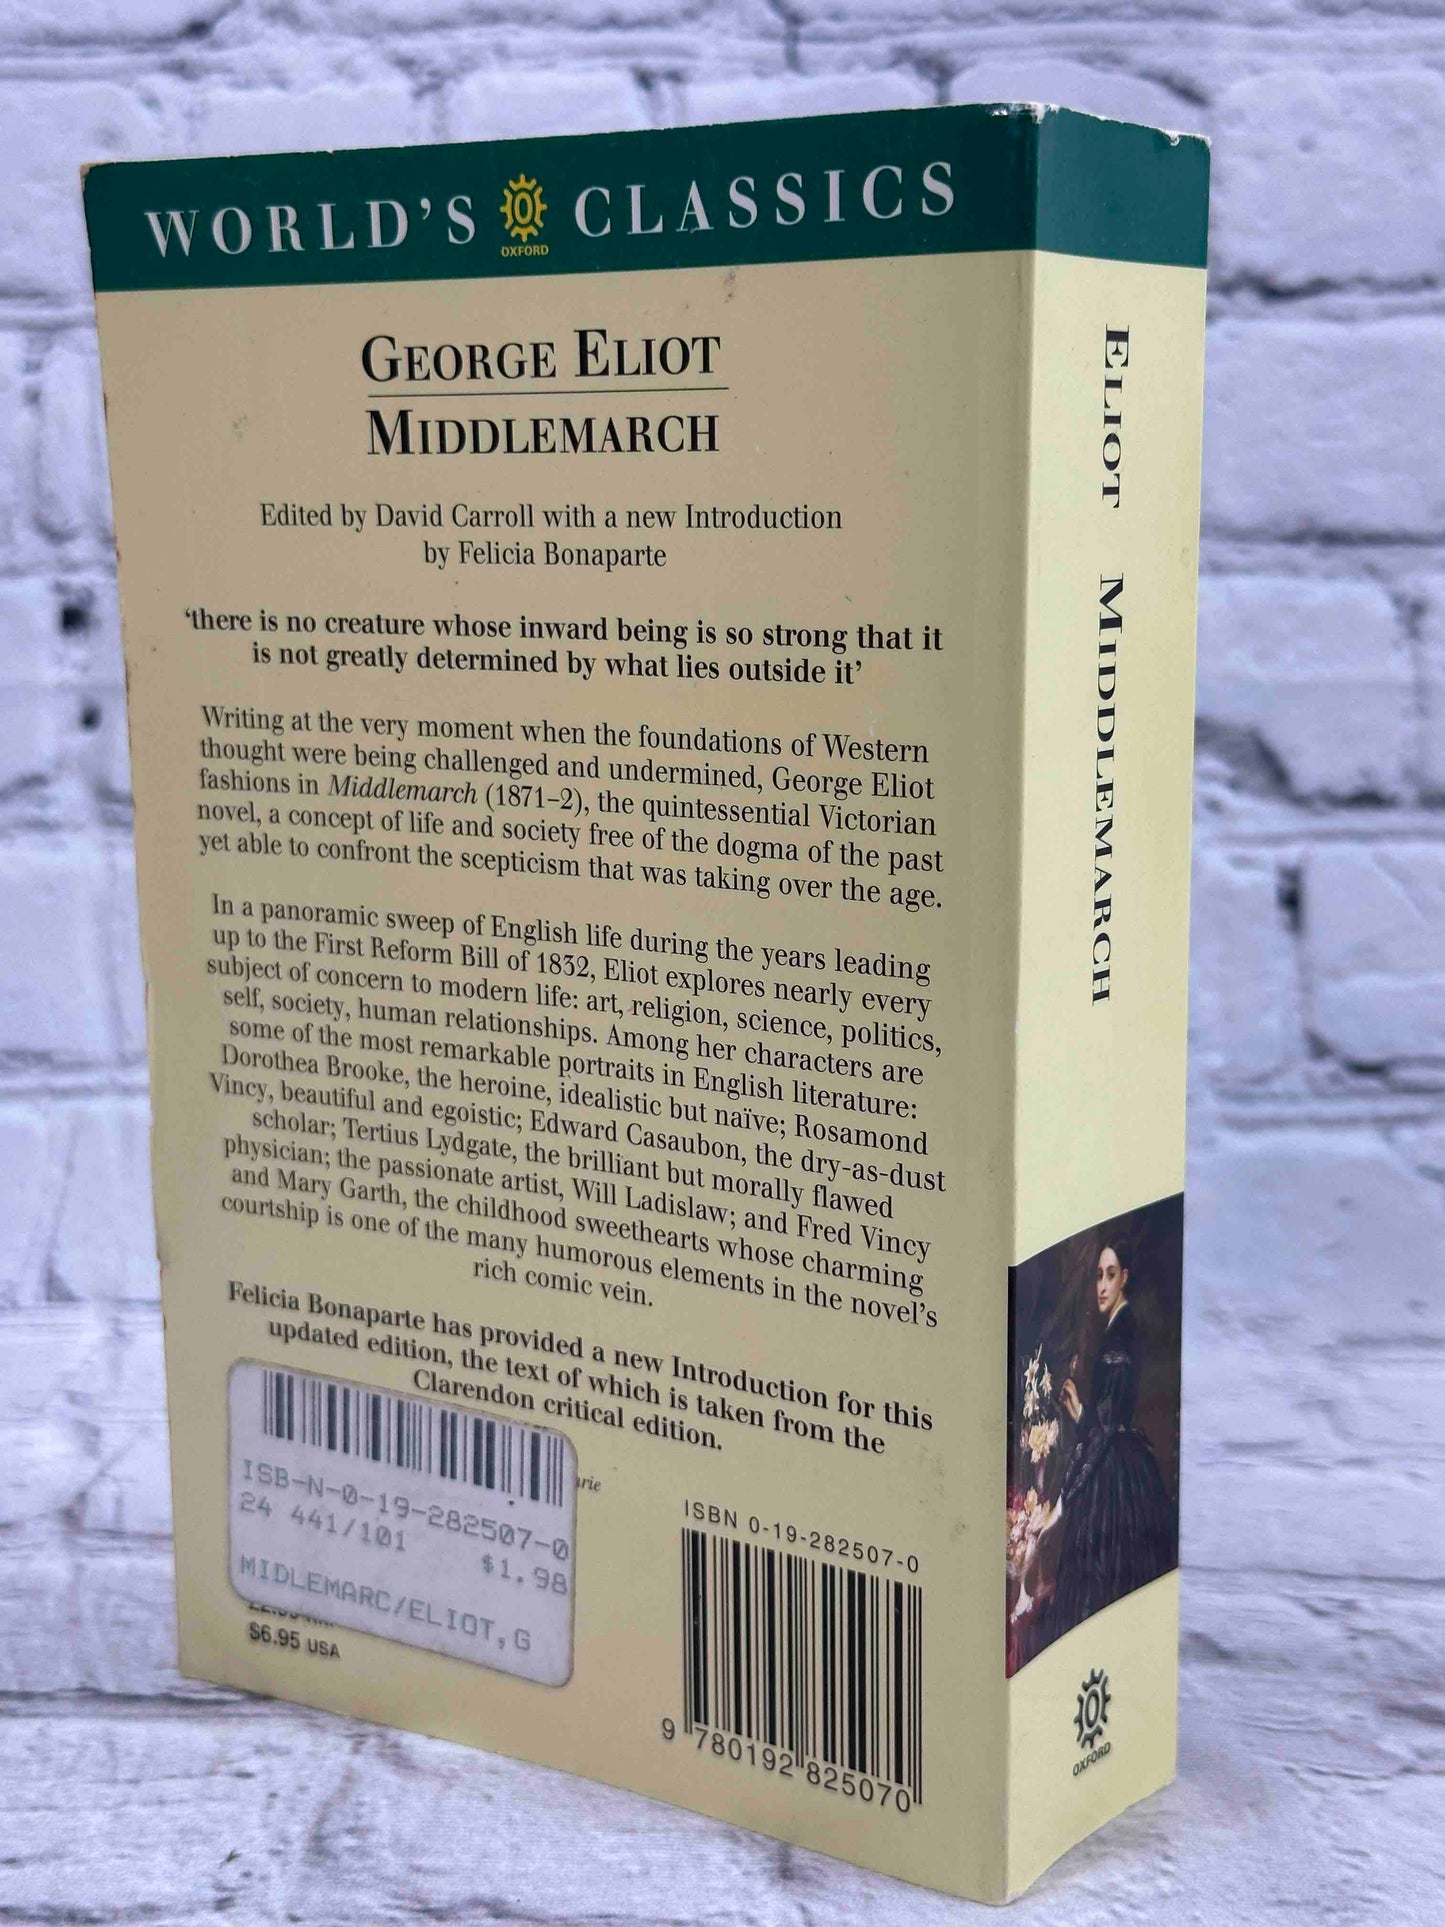 WORLD'S OXFORD CLASSICS
GEORGE ELIOT
MIDDLEMARCH
Edited by David Carroll with a new Introduction
by Felicia Bonaparte
‘there is no creature whose inward being is so strong that it
is not greatly determined by what lies outside it’
Writing at the very moment when the foundations of Western
thought were being challenged and undermined, George Eliot
fashions in Middlemarch (1871–2), the quintessential Victorian
novel, a concept of life and society free of the dogma of the past
yet able to confront the scepticism that was taking over the age.
In a panoramic sweep of English life during the years leading
up to the First Reform Bill of 1832, Eliot explores nearly every
subject of concern to modern life: art, religion, science, politics,
self, society, human relationships. Among her characters are
some of the most remarkable portraits in English literature:
Dorothea Brooke, the heroine, idealistic but naïve; Rosamond
Vincy, beautiful and egoistic; Edward Casaubon, the dry-as-dust
scholar; Tertius Lydgate, the brilliant but morally flawed
physician; the passionate artist, Will Ladislaw; and Fred Vincy
and Mary Garth, the childhood sweethearts whose charming
courtship is one of the many humorous elements in the novel's
rich comic vein.
Felicia Bonaparte has provided a new Introduction for this
updated edition, the text of which is taken from the
Clarendon critical edition.
ISB-N-0-19-282507-0
24 441/101 $1.98
MIDLEMARC/ELIOT,G
$6.95 USA
ISBN 0-19-282507-0
9 780192 825070
ELIOT MIDDLEMARCH
OXFORD